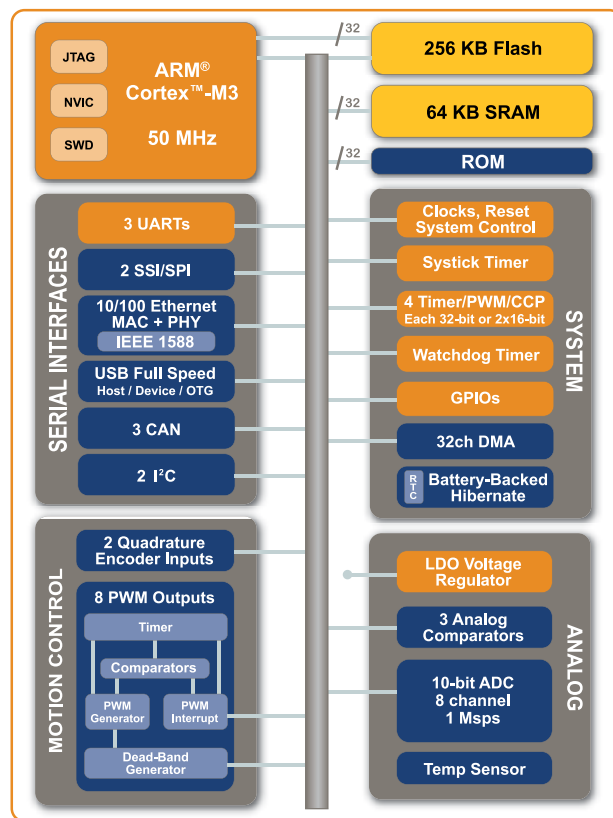 JTAG
NVIC
SWD
ARM®
Cortex™-M3
50 MHz
32
256 KB Flash
32
64 KB SRAM
32
ROM
SERIAL INTERFACES
3 UARTs
2 SSI/SPI
10/100 Ethernet
MAC + PHY
IEEE 1588
USB Full Speed
Host / Device / OTG
3 CAN
2 I²C
SYSTEM
Clocks, Reset
System Control
Systick Timer
4 Timer/PWM/CCP
Each 32-bit or 2x16-bit
Watchdog Timer
GPIOs
32ch DMA
RTC
Battery-Backed
Hibernate
MOTION CONTROL
2 Quadrature
Encoder Inputs
8 PWM Outputs
Timer
Comparators
PWM
Generator
PWM
Interrupt
Dead-Band
Generator
ANALOG
LDO Voltage
Regulator
3 Analog
Comparators
10-bit ADC
8 channel
1 Msps
Temp Sensor